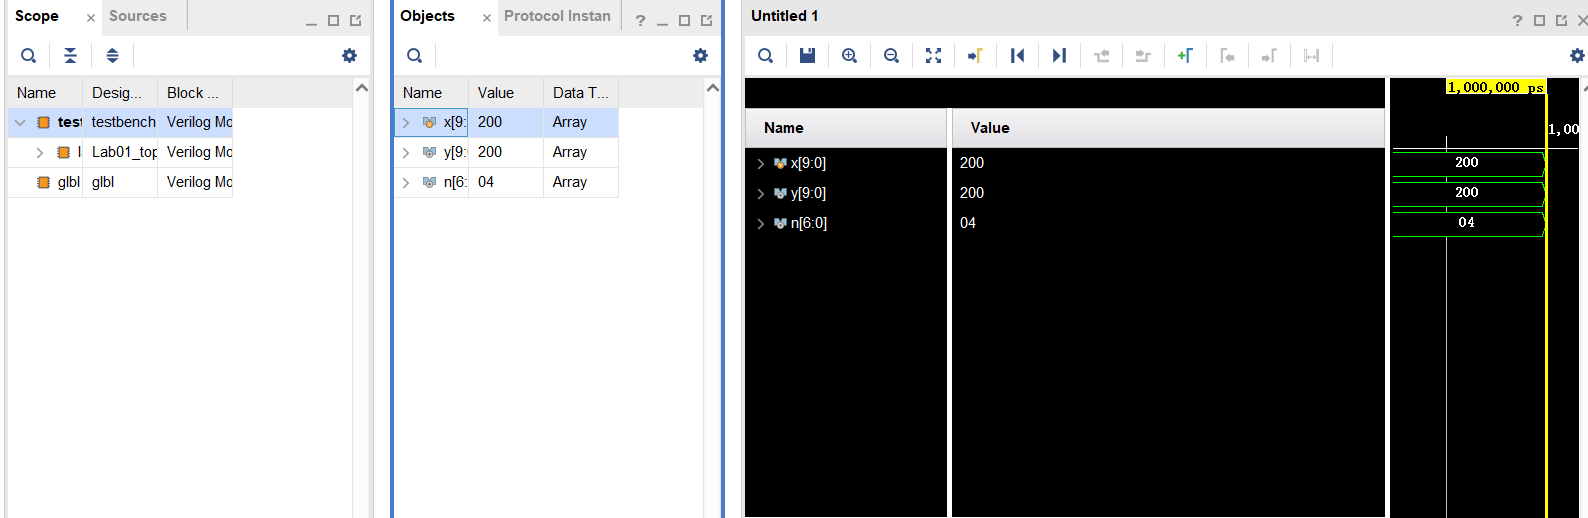 Scope × Sources
Name Desig... Block ...
test testbench Verilog Mo
l Lab01_top Verilog Mo
glbl glbl Verilog Mo
Objects × Protocol Instan ?
Name Value Data T...
x[9: 200 Array
y[9: 200 Array
n[6: 04 Array
Untitled 1 ?
1,000,000 ps
Name Value 1,00
x[9:0] 200 200
y[9:0] 200 200
n[6:0] 04 04